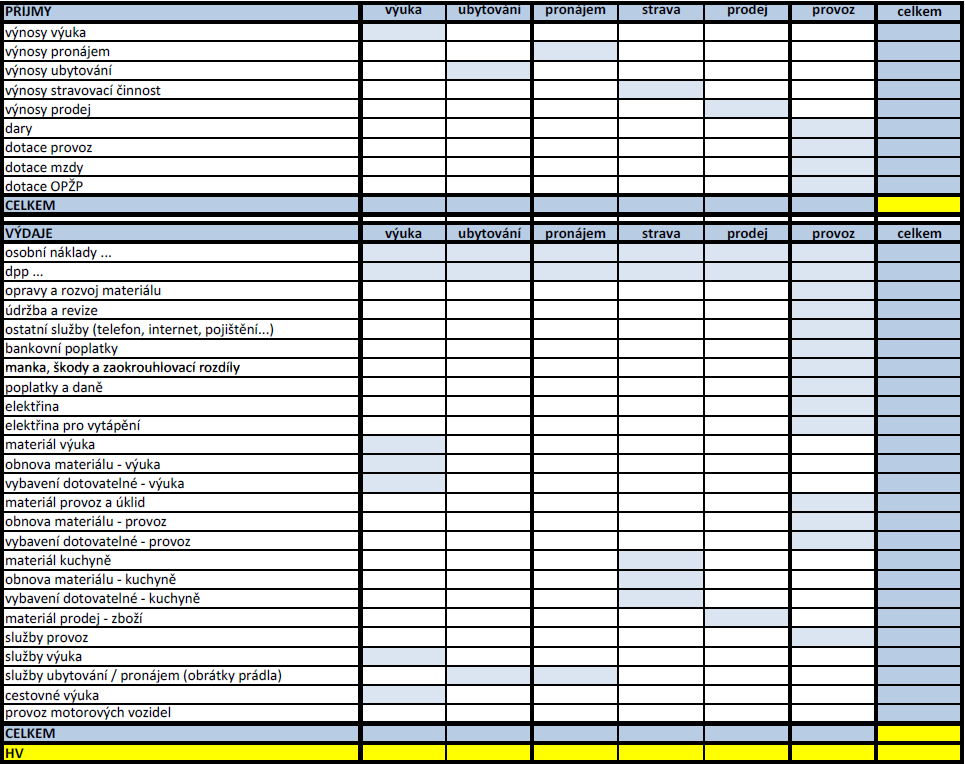 PŘÍJMY výuka ubytování pronájem strava prodej provoz celkem
výnosy výuka
výnosy pronájem
výnosy ubytování
výnosy stravovací činnost
výnosy prodej
dary
dotace provoz
dotace mzdy
dotace OPŽP
CELKEM
VÝDAJE výuka ubytování pronájem strava prodej provoz celkem
osobní náklady ...
dpp ...
opravy a rozvoj materiálu
údržba a revize
ostatní služby (telefon, internet, pojištění...)
bankovní poplatky
manka, škody a zaokrouhlovací rozdíly
poplatky a daně
elektřina
elektřina pro vytápění
materiál výuka
obnova materiálu - výuka
vybavení dotovatelné - výuka
materiál provoz a úklid
obnova materiálu - provoz
vybavení dotovatelné - provoz
materiál kuchyně
obnova materiálu - kuchyně
vybavení dotovatelné - kuchyně
materiál prodej - zboží
služby provoz
služby výuka
služby ubytování / pronájem (obrátky prádla)
cestovné výuka
provoz motorových vozidel
CELKEM
HV